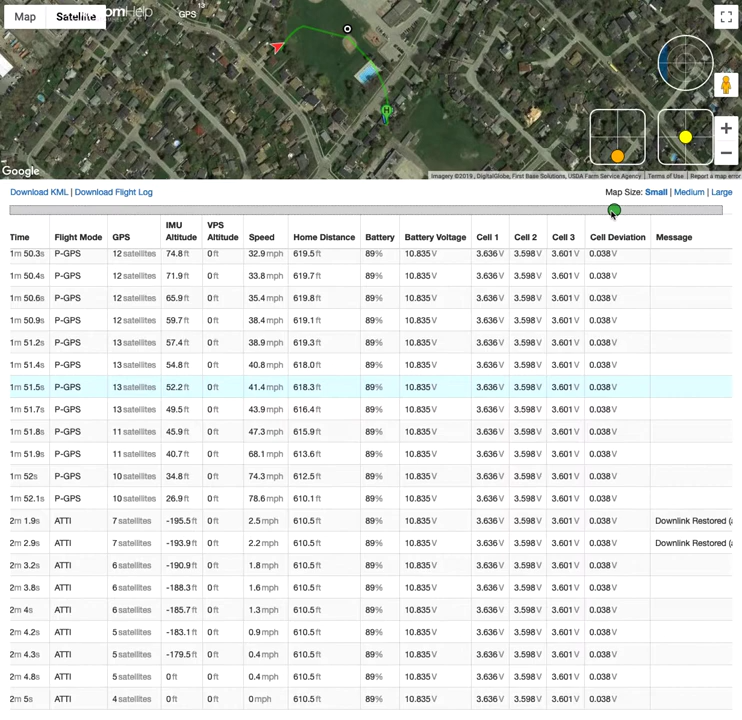 Map Satellite omHelp GPS 13
H
Google
Imagery ©2019 , DigitalGlobe, First Base Solutions, USDA Farm Service Agency | Terms of Use | Report a map error
Download KML | Download Flight Log Map Size: Small | Medium | Large
Time Flight Mode GPS IMU Altitude VPS Altitude Speed Home Distance Battery Battery Voltage Cell 1 Cell 2 Cell 3 Cell Deviation Message
1m 50.3s P-GPS 12 satellites 74.8 ft 0 ft 32.9 mph 619.5 ft 89% 10.835 V 3.636 V 3.598 V 3.601 V 0.038 V
1m 50.4s P-GPS 12 satellites 71.9 ft 0 ft 33.8 mph 619.7 ft 89% 10.835 V 3.636 V 3.598 V 3.601 V 0.038 V
1m 50.6s P-GPS 12 satellites 65.9 ft 0 ft 35.4 mph 619.8 ft 89% 10.835 V 3.636 V 3.598 V 3.601 V 0.038 V
1m 50.9s P-GPS 12 satellites 59.7 ft 0 ft 38.4 mph 619.1 ft 89% 10.835 V 3.636 V 3.598 V 3.601 V 0.038 V
1m 51.2s P-GPS 13 satellites 57.4 ft 0 ft 38.9 mph 619.3 ft 89% 10.835 V 3.636 V 3.598 V 3.601 V 0.038 V
1m 51.4s P-GPS 13 satellites 54.8 ft 0 ft 40.8 mph 618.0 ft 89% 10.835 V 3.636 V 3.598 V 3.601 V 0.038 V
1m 51.5s P-GPS 13 satellites 52.2 ft 0 ft 41.4 mph 618.3 ft 89% 10.835 V 3.636 V 3.598 V 3.601 V 0.038 V
1m 51.7s P-GPS 13 satellites 49.5 ft 0 ft 43.9 mph 616.4 ft 89% 10.835 V 3.636 V 3.598 V 3.601 V 0.038 V
1m 51.8s P-GPS 11 satellites 45.9 ft 0 ft 47.3 mph 615.9 ft 89% 10.835 V 3.636 V 3.598 V 3.601 V 0.038 V
1m 51.9s P-GPS 11 satellites 40.7 ft 0 ft 68.1 mph 613.6 ft 89% 10.835 V 3.636 V 3.598 V 3.601 V 0.038 V
1m 52s P-GPS 10 satellites 34.8 ft 0 ft 74.3 mph 612.5 ft 89% 10.835 V 3.636 V 3.598 V 3.601 V 0.038 V
1m 52.1s P-GPS 10 satellites 26.9 ft 0 ft 78.6 mph 610.1 ft 89% 10.835 V 3.636 V 3.598 V 3.601 V 0.038 V
2m 1.9s ATTI 7 satellites -195.5 ft 0 ft 2.5 mph 610.5 ft 89% 10.835 V 3.636 V 3.598 V 3.601 V 0.038 V Downlink Restored (
2m 2.9s ATTI 7 satellites -193.9 ft 0 ft 2.2 mph 610.5 ft 89% 10.835 V 3.636 V 3.598 V 3.601 V 0.038 V Downlink Restored (
2m 3.2s ATTI 6 satellites -190.9 ft 0 ft 1.8 mph 610.5 ft 89% 10.835 V 3.636 V 3.598 V 3.601 V 0.038 V
2m 3.8s ATTI 6 satellites -188.3 ft 0 ft 1.6 mph 610.5 ft 89% 10.835 V 3.636 V 3.598 V 3.601 V 0.038 V
2m 4s ATTI 6 satellites -185.7 ft 0 ft 1.3 mph 610.5 ft 89% 10.835 V 3.636 V 3.598 V 3.601 V 0.038 V
2m 4.2s ATTI 5 satellites -183.1 ft 0 ft 0.9 mph 610.5 ft 89% 10.835 V 3.636 V 3.598 V 3.601 V 0.038 V
2m 4.3s ATTI 5 satellites -179.5 ft 0 ft 0.4 mph 610.5 ft 89% 10.835 V 3.636 V 3.598 V 3.601 V 0.038 V
2m 4.8s ATTI 5 satellites 0 ft 0 ft 0.4 mph 610.5 ft 89% 10.835 V 3.636 V 3.598 V 3.601 V 0.038 V
2m 5s ATTI 4 satellites 0 ft 0 ft 0 mph 610.5 ft 89% 10.835 V 3.636 V 3.598 V 3.601 V 0.038 V